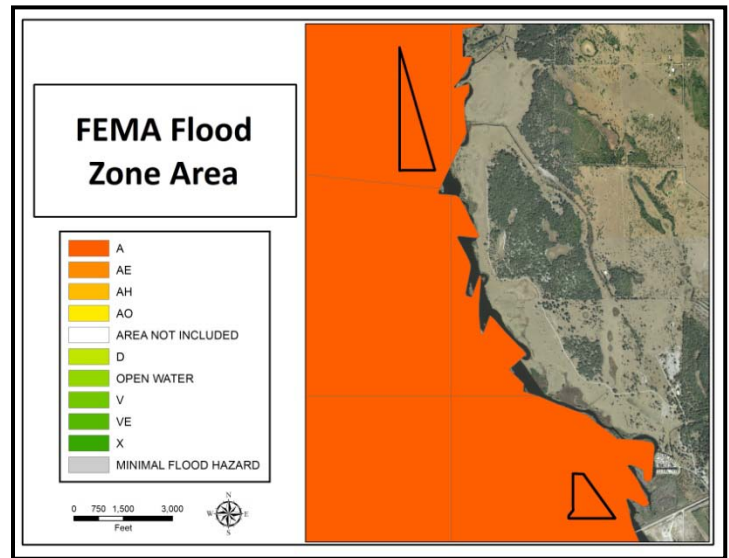 FEMA Flood
Zone Area
A
AE
AH
AO
AREA NOT INCLUDED
D
OPEN WATER
V
VE
X
MINIMAL FLOOD HAZARD
0 750 1,500 3,000
Feet
N
W E
S